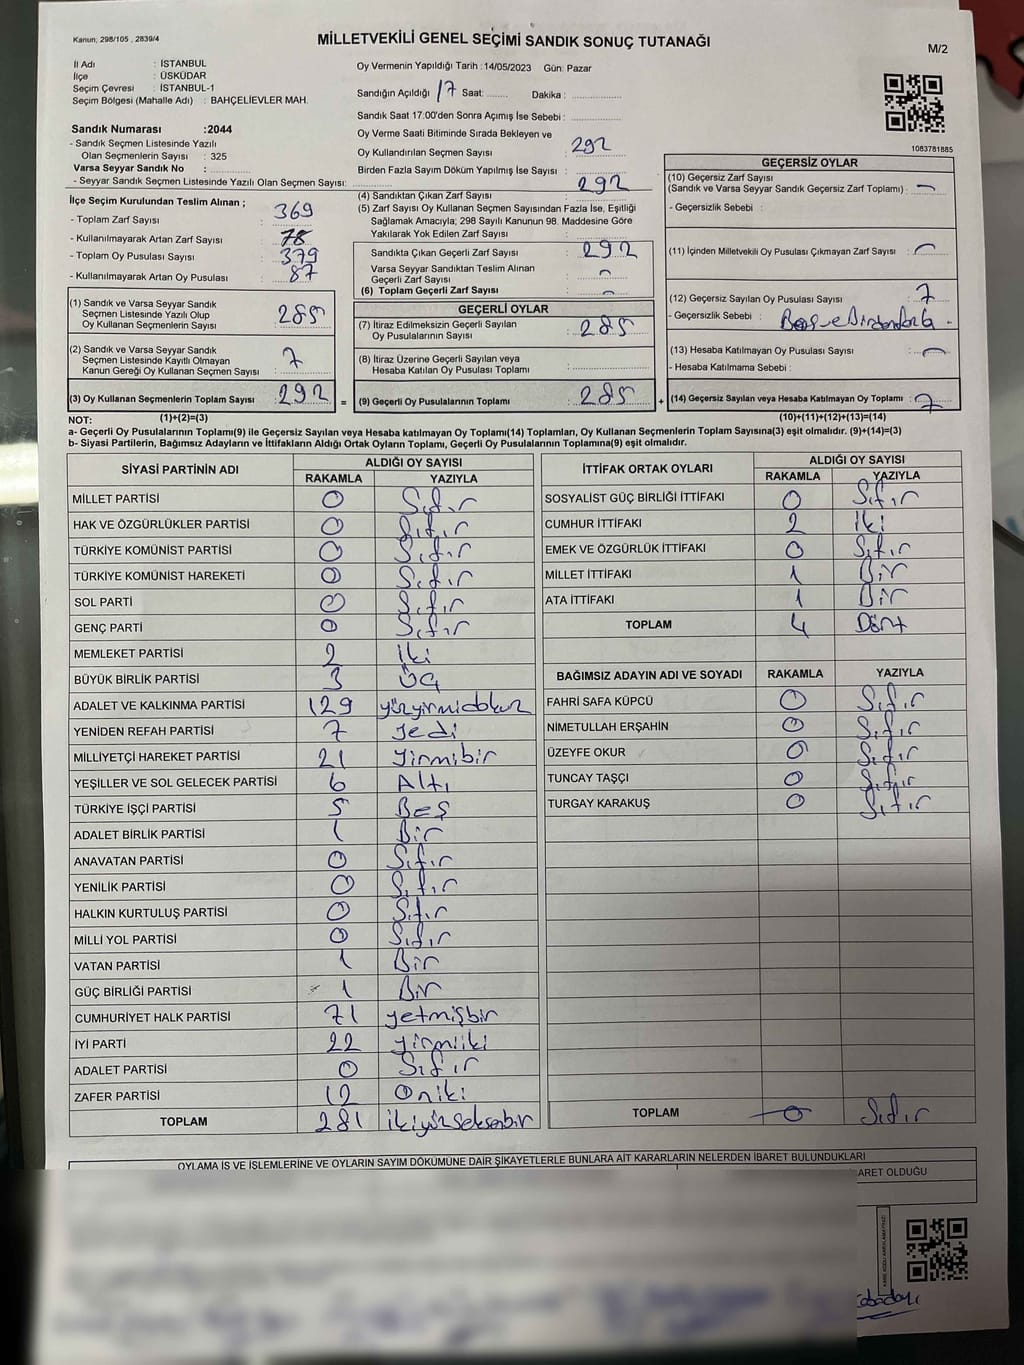 Kanun; 298/105 , 2839/4
MİLLETVEKİLİ GENEL SEÇİMİ SANDIK SONUÇ TUTANAĞI
M/2
İl Adı : İSTANBUL
İlçe : ÜSKÜDAR
Seçim Çevresi : İSTANBUL-1
Seçim Bölgesi (Mahalle Adı) : BAHÇELİEVLER MAH.
Oy Vermenin Yapıldığı Tarih :14/05/2023 Gün: Pazar
Sandığın Açıldığı 17 Saat: Dakika :
Sandık Saat 17:00'den Sonra Açımış İse Sebebi :
Sandık Numarası :2044
- Sandık Seçmen Listesinde Yazılı
Olan Seçmenlerin Sayısı : 325
Varsa Seyyar Sandık No :
- Seyyar Sandık Seçmen Listesinde Yazılı Olan Seçmen Sayısı:
Oy Verme Saati Bitiminde Sırada Bekleyen ve
Oy Kullandırılan Seçmen Sayısı : 292
Birden Fazla Sayım Döküm Yapılmış İse Sayısı :
1083781885
İlçe Seçim Kurulundan Teslim Alınan ;
- Toplam Zarf Sayısı : 369
- Kullanılmayarak Artan Zarf Sayısı : 78
- Toplam Oy Pusulası Sayısı : 379
- Kullanılmayarak Artan Oy Pusulası : 87
(4) Sandıktan Çıkan Zarf Sayısı : 292
(5) Zarf Sayısı Oy Kullanan Seçmen Sayısından Fazla İse, Eşitliği
Sağlamak Amacıyla; 298 Sayılı Kanunun 98. Maddesine Göre
Yakılarak Yok Edilen Zarf Sayısı :
Sandıkta Çıkan Geçerli Zarf Sayısı : 292
Varsa Seyyar Sandıktan Teslim Alınan
Geçerli Zarf Sayısı : -
(6) Toplam Geçerli Zarf Sayısı : -
GEÇERSİZ OYLAR
(10) Geçersiz Zarf Sayısı
(Sandık ve Varsa Seyyar Sandık Geçersiz Zarf Toplamı) : -
- Geçersizlik Sebebi :
(11) İçinden Milletvekili Oy Pusulası Çıkmayan Zarf Sayısı : -
(12) Geçersiz Sayılan Oy Pusulası Sayısı : 7
- Geçersizlik Sebebi :
(13) Hesaba Katılmayan Oy Pusulası Sayısı : -
- Hesaba Katılmama Sebebi :
(14) Geçersiz Sayılan veya Hesaba Katılmayan Oy Toplamı : 7
(1) Sandık ve Varsa Seyyar Sandık
Seçmen Listesinde Yazılı Olup
Oy Kullanan Seçmenlerin Sayısı : 285
(2) Sandık ve Varsa Seyyar Sandık
Seçmen Listesinde Kayıtlı Olmayan
Kanun Gereği Oy Kullanan Seçmen Sayısı : 7
(3) Oy Kullanan Seçmenlerin Toplam Sayısı : 292 =
GEÇERLİ OYLAR
(7) İtiraz Edilmeksizin Geçerli Sayılan
Oy Pusulalarının Sayısı : 285
(8) İtiraz Üzerine Geçerli Sayılan veya
Hesaba Katılan Oy Pusulası Toplamı :
(9) Geçerli Oy Pusulalarının Toplamı : 285 +
NOT: (1)+(2)=(3) (10)+(11)+(12)+(13)=(14)
a- Geçerli Oy Pusulalarının Toplamı(9) ile Geçersiz Sayılan veya Hesaba Katılmayan Oy Toplamı(14) Toplamları, Oy Kullanan Seçmenlerin Toplam Sayısına(3) eşit olmalıdır. (9)+(14)=(3)
b- Siyasi Partilerin, Bağımsız Adayların ve İttifakların Aldığı Ortak Oyların Toplamı, Geçerli Oy Pusulalarının Toplamına(9) eşit olmalıdır.
SİYASİ PARTİNİN ADI ALDIĞI OY SAYISI
RAKAMLA YAZIYLA
MİLLET PARTİSİ 0 Sıfır
HAK VE ÖZGÜRLÜKLER PARTİSİ 0 Sıfır
TÜRKİYE KOMÜNİST PARTİSİ 0 Sıfır
TÜRKİYE KOMÜNİST HAREKETİ 0 Sıfır
SOL PARTİ 0 Sıfır
GENÇ PARTİ 0 Sıfır
MEMLEKET PARTİSİ 2 iki
BÜYÜK BİRLİK PARTİSİ 3 Üç
ADALET VE KALKINMA PARTİSİ 129 yüzyirmidokuz
YENİDEN REFAH PARTİSİ 7 yedi
MİLLİYETÇİ HAREKET PARTİSİ 21 yirmibir
YEŞİLLER VE SOL GELECEK PARTİSİ 6 Altı
TÜRKİYE İŞÇİ PARTİSİ 5 BEŞ
ADALET BİRLİK PARTİSİ 1 Bir
ANAVATAN PARTİSİ 0 Sıfır
YENİLİK PARTİSİ 0 Sıfır
HALKIN KURTULUŞ PARTİSİ 0 Sıfır
MİLLİ YOL PARTİSİ 0 Sıfır
VATAN PARTİSİ 1 Bir
GÜÇ BİRLİĞİ PARTİSİ 1 Bir
CUMHURİYET HALK PARTİSİ 71 yetmişbir
İYİ PARTİ 22 yirmiiki
ADALET PARTİSİ 0 Sıfır
ZAFER PARTİSİ 12 Oniki
TOPLAM 281 ikiyüzseksenbir
İTTİFAK ORTAK OYLARI ALDIĞI OY SAYISI
RAKAMLA YAZIYLA
SOSYALİST GÜÇ BİRLİĞİ İTTİFAKI 0 Sıfır
CUMHUR İTTİFAKI 2 iki
EMEK VE ÖZGÜRLÜK İTTİFAKI 0 Sıfır
MİLLET İTTİFAKI 1 Bir
ATA İTTİFAKI 1 Bir
TOPLAM 4 Dört
BAĞIMSIZ ADAYIN ADI VE SOYADI RAKAMLA YAZIYLA
FAHRİ SAFA KÜPCÜ 0 Sıfır
NİMETULLAH ERŞAHİN 0 Sıfır
ÜZEYFE OKUR 0 Sıfır
TUNCAY TAŞÇI 0 Sıfır
TURGAY KARAKUŞ 0 Sıfır
TOPLAM 0 Sıfır
OYLAMA İŞ VE İŞLEMLERİNE VE OYLARIN SAYIM DÖKÜMÜNE DAİR ŞİKAYETLERLE BUNLARA AİT KARARLARIN NELERDEN İBARET BULUNDUKLARI
ARET OLDUĞU